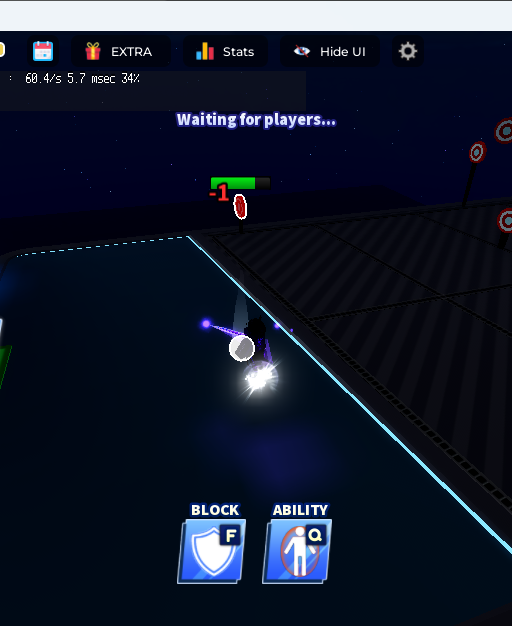 EXTRA
Stats
Hide UI
: 60.4/s 5.7 msec 34%
Waiting for players...
-1
BLOCK
ABILITY
F
Q